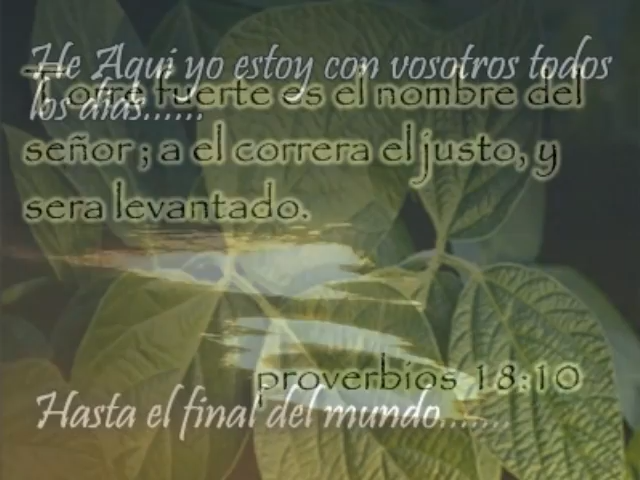 He Aqui yo estoy con vosotros todos
los dias......
Torre fuerte es el nombre del
señor ; a el correra el justo, y
sera levantado.
proverbios 18:10
Hasta el final del mundo.......